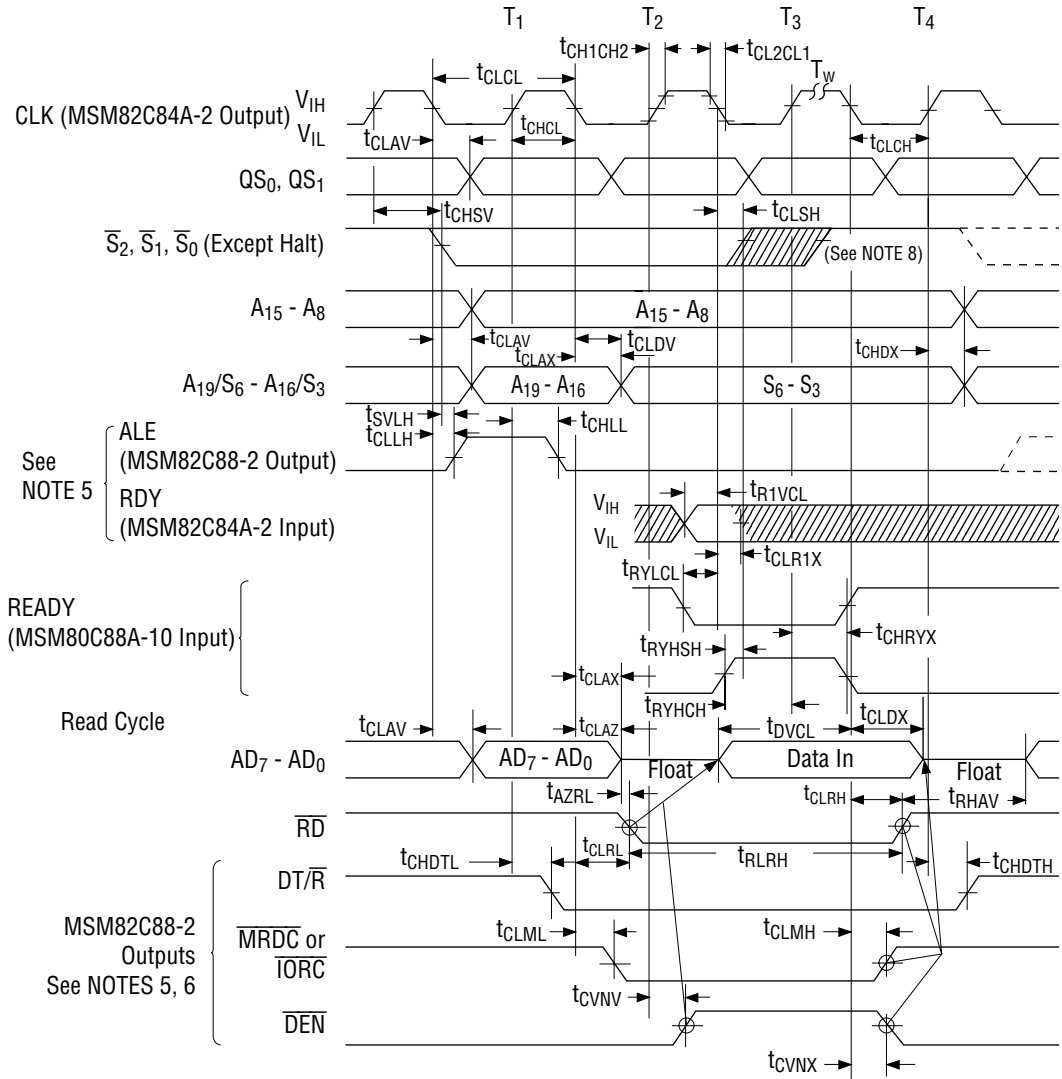 T1 T2 T3 T4
tCH1CH2 tCL2CL1
tCLCL TW
CLK (MSM82C84A-2 Output) VIH
VIL
tCLAV tCHCL tCLCH
QS0, QS1
tCHSV tCLSH
S̅2, S̅1, S̅0 (Except Halt) (See NOTE 8)
A15 - A8 A15 - A8
tCLAV tCLAX tCLDV tCHDX
A19/S6 - A16/S3 A19 - A16 S6 - S3
tSVLH tCHLL
tCLLH
See NOTE 5
ALE
(MSM82C88-2 Output)
RDY
(MSM82C84A-2 Input)
tR1VCL
VIH
VIL
tCLR1X
tRYLCL
READY
(MSM80C88A-10 Input)
tCHRYX
tRYHSH
tCLAX
tRYHCH
Read Cycle
tCLAV tCLAZ tDVCL tCLDX
AD7 - AD0 AD7 - AD0 Float Data In Float
tAZRL tCLRH tRHAV
R̅D̅
tCHDTL tCLRL tRLRH tCHDTH
DT/R̅
MSM82C88-2
Outputs
See NOTES 5, 6
tCLML tCLMH
M̅R̅D̅C̅ or
I̅O̅R̅C̅
tCVNV
D̅E̅N̅
tCVNX